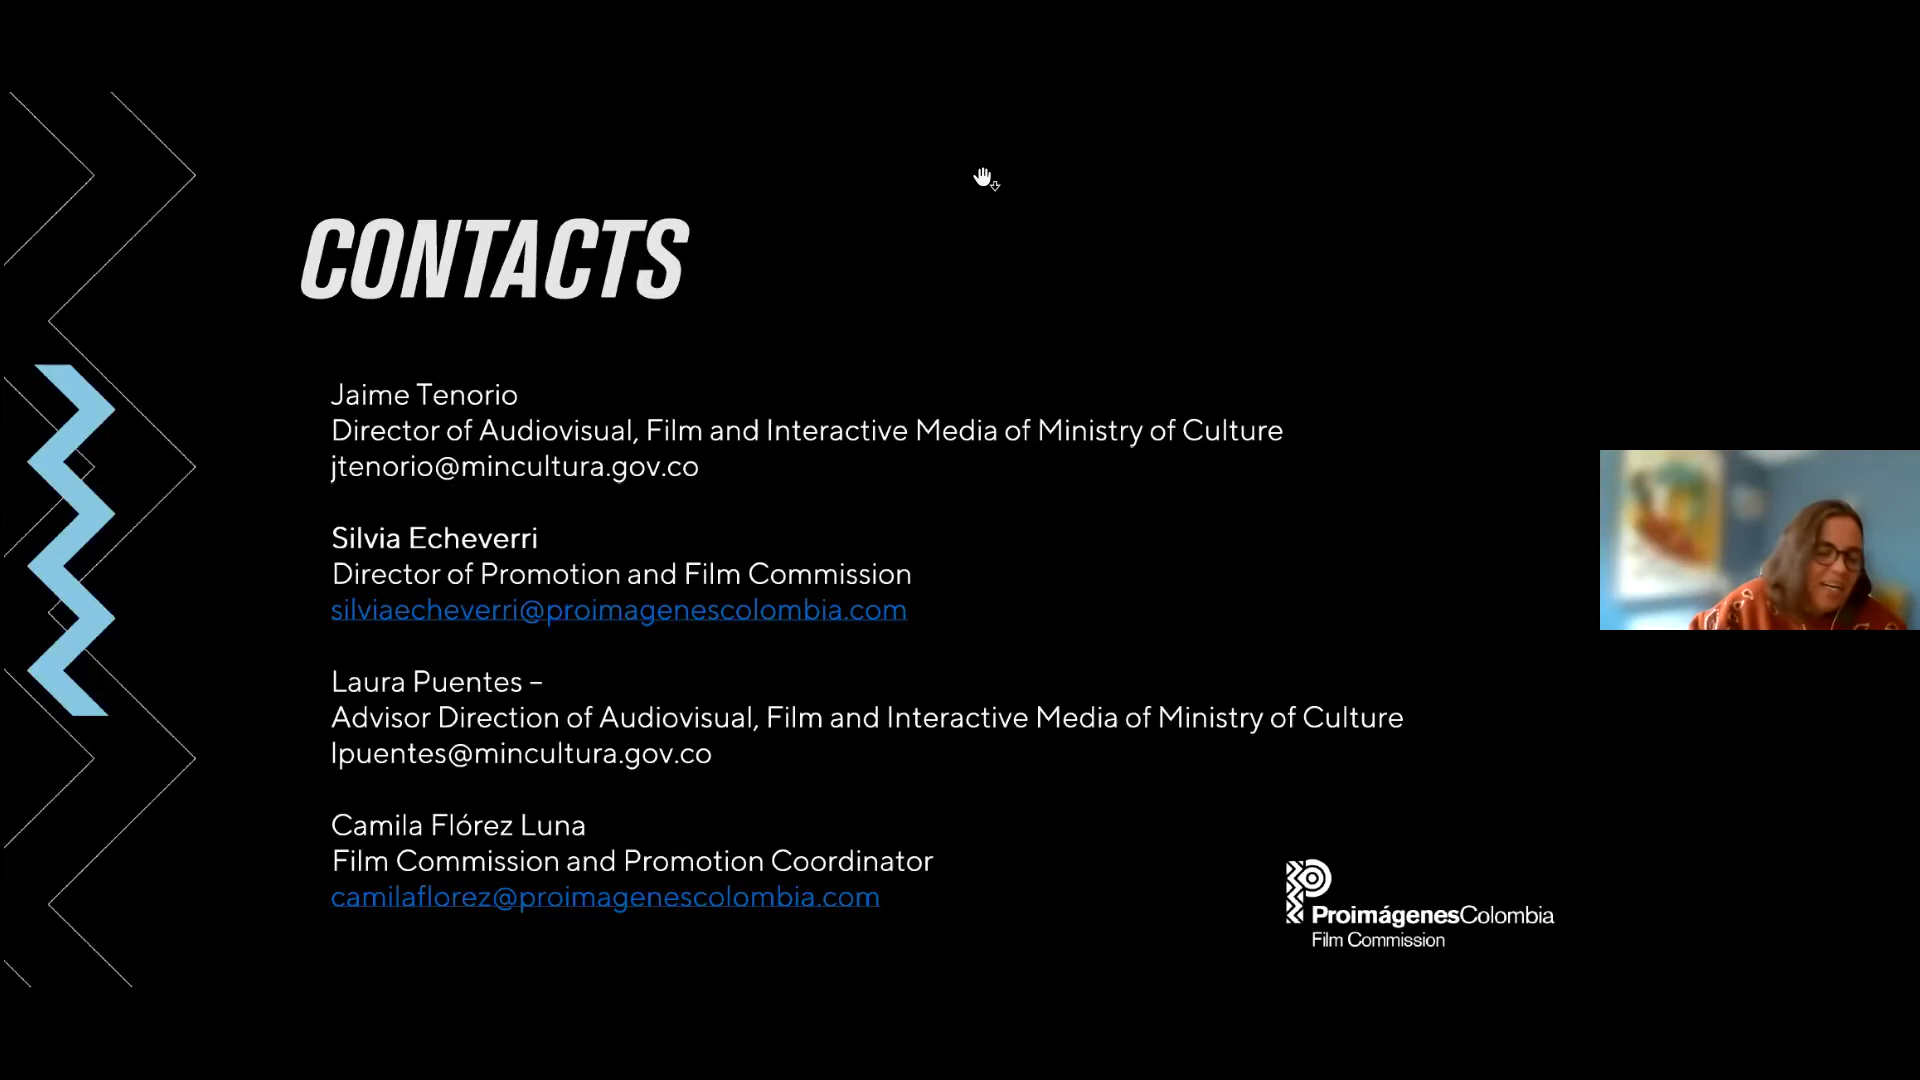 CONTACTS
Jaime Tenorio
Director of Audiovisual, Film and Interactive Media of Ministry of Culture
jtenorio@mincultura.gov.co
Silvia Echeverri
Director of Promotion and Film Commission
silviaecheverri@proimagenescolombia.com
Laura Puentes –
Advisor Direction of Audiovisual, Film and Interactive Media of Ministry of Culture
lpuentes@mincultura.gov.co
Camila Flórez Luna
Film Commission and Promotion Coordinator
camilaflorez@proimagenescolombia.com
ProimágenesColombia
Film Commission